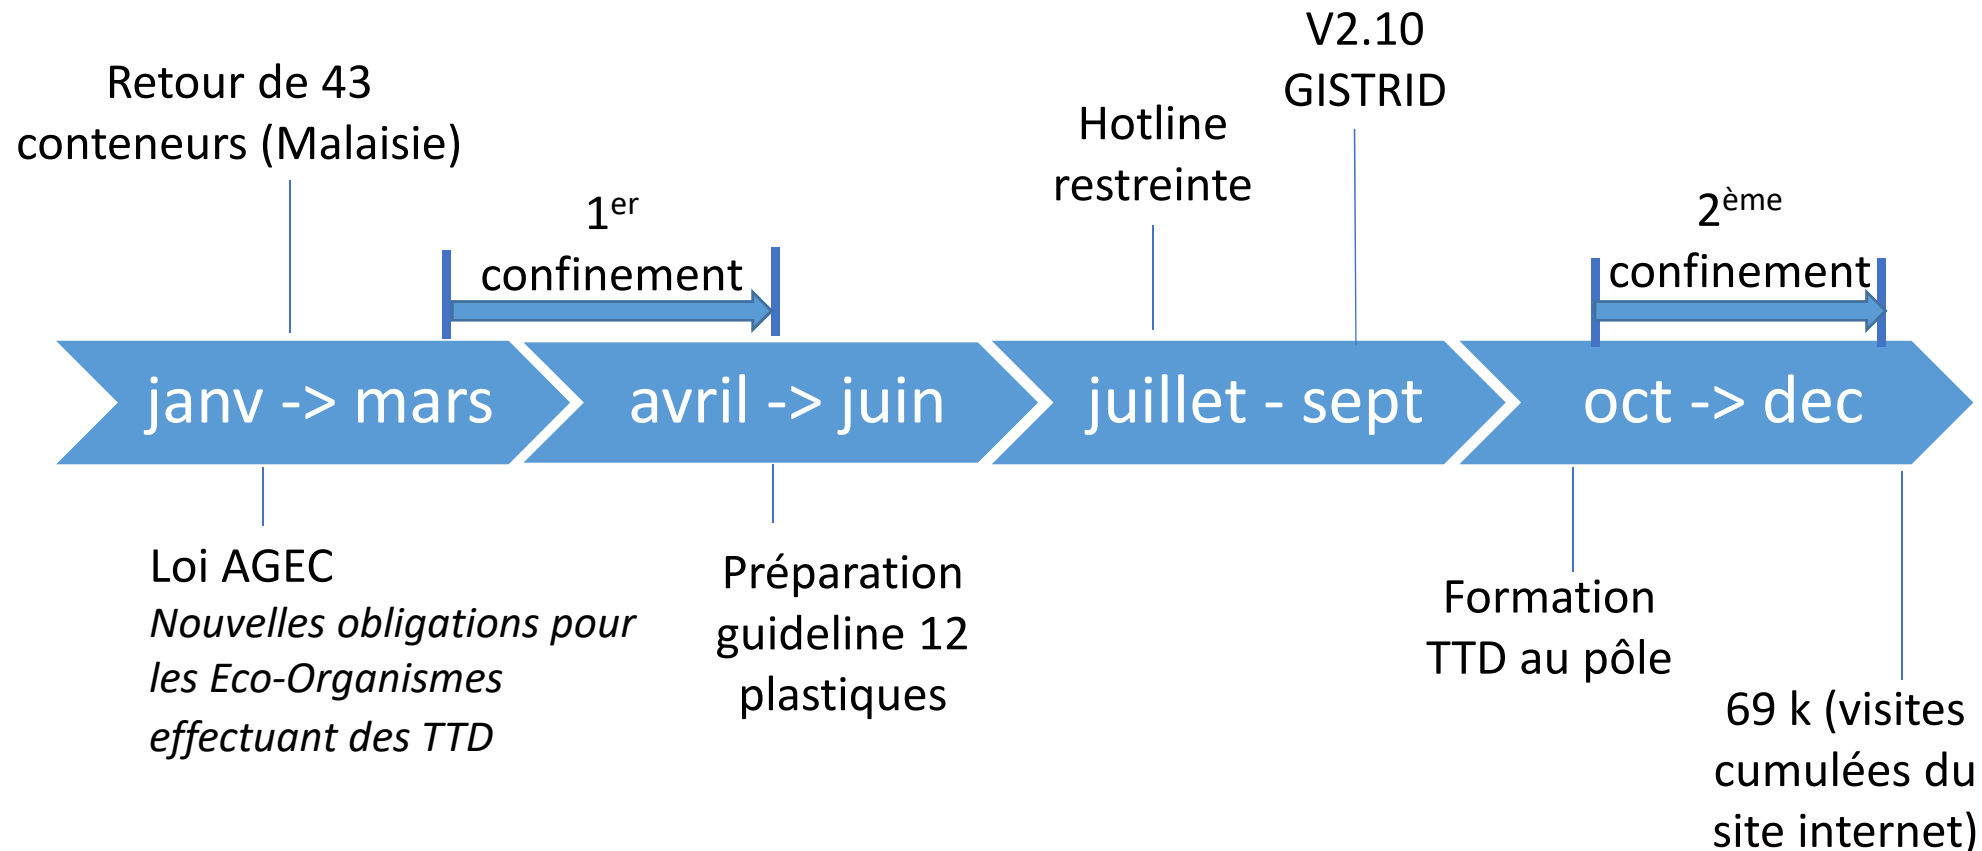 Retour de 43
conteneurs (Malaisie)
1er
confinement
Hotline
restreinte
V2.10
GISTRID
2ème
confinement
janv -> mars
avril -> juin
juillet - sept
oct -> dec
Loi AGEC
Nouvelles obligations pour
les Eco-Organismes
effectuant des TTD
Préparation
guideline 12
plastiques
Formation
TTD au pôle
69 k (visites
cumulées du
site internet)